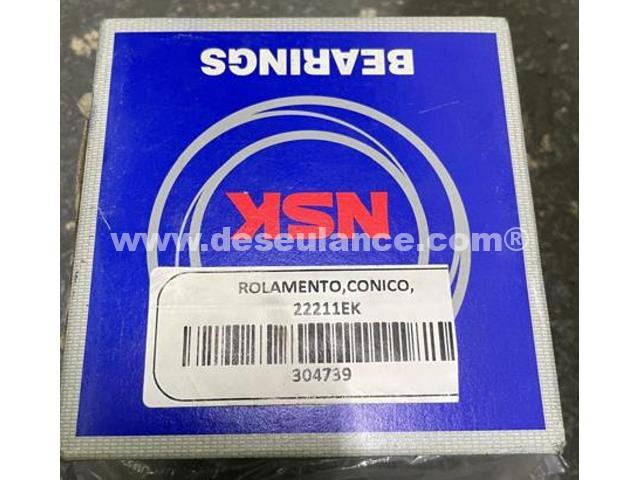 BEARINGS
NSK
www.deseulance.com®
ROLAMENTO,CONICO,
22211EK
304739